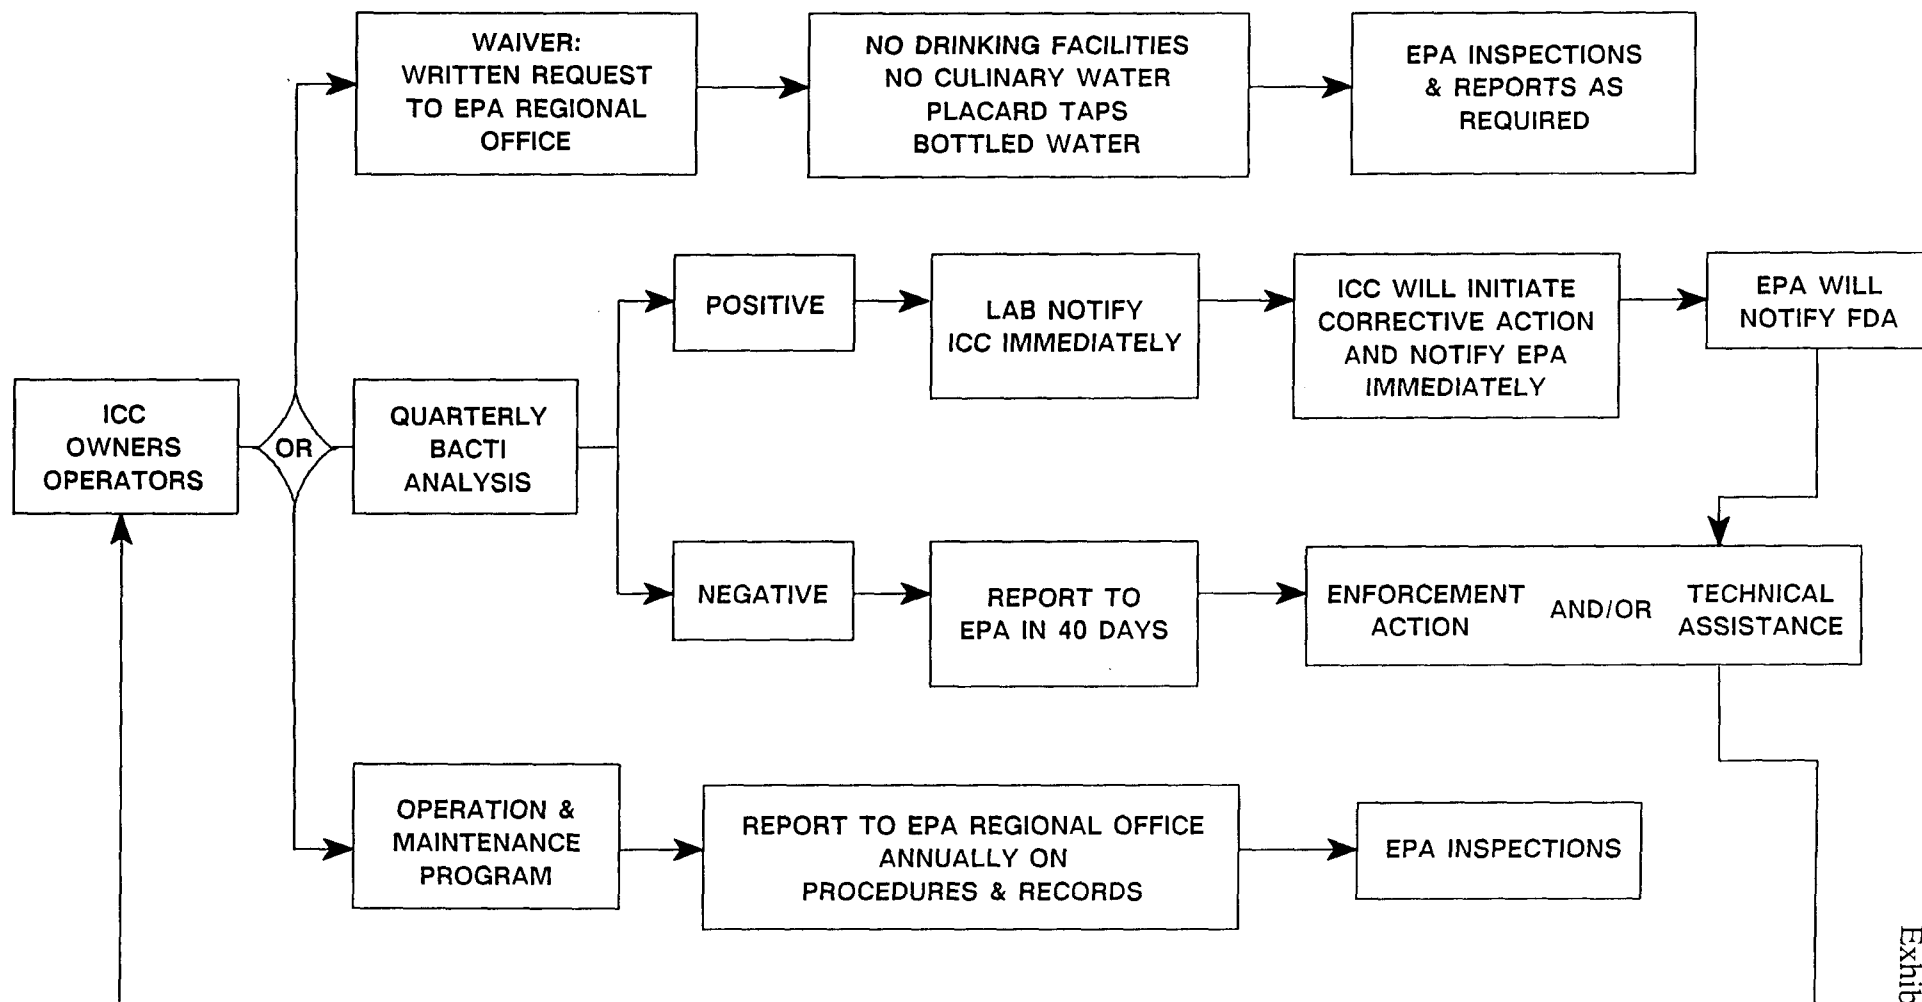 WAIVER:
WRITTEN REQUEST
TO EPA REGIONAL
OFFICE
NO DRINKING FACILITIES
NO CULINARY WATER
PLACARD TAPS
BOTTLED WATER
EPA INSPECTIONS
& REPORTS AS
REQUIRED
ICC
OWNERS
OPERATORS
OR
QUARTERLY
BACTI
ANALYSIS
POSITIVE
LAB NOTIFY
ICC IMMEDIATELY
ICC WILL INITIATE
CORRECTIVE ACTION
AND NOTIFY EPA
IMMEDIATELY
EPA WILL
NOTIFY FDA
NEGATIVE
REPORT TO
EPA IN 40 DAYS
ENFORCEMENT
ACTION
AND/OR
TECHNICAL
ASSISTANCE
OPERATION &
MAINTENANCE
PROGRAM
REPORT TO EPA REGIONAL OFFICE
ANNUALLY ON
PROCEDURES & RECORDS
EPA INSPECTIONS
Exhib